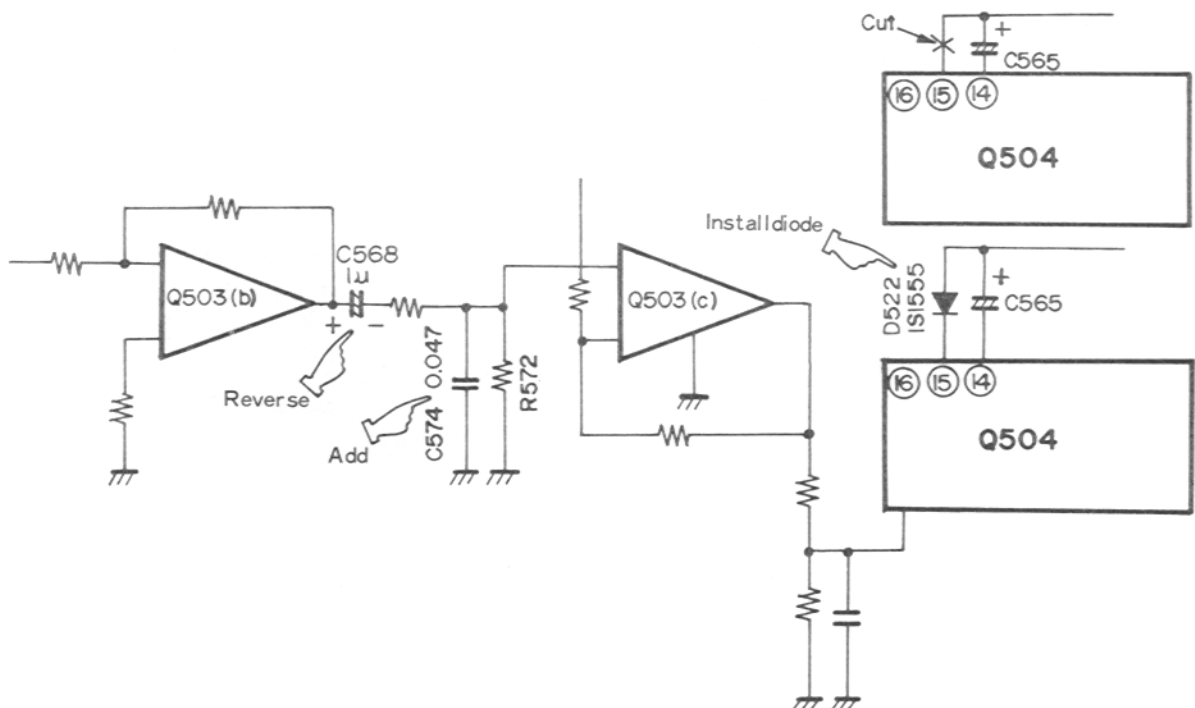 Cut
+
C565
16 15 14
Q504
Install diode
D522
1S1555
+
C565
16 15 14
Q504
C568
1μ
Q503(b)
+ -
Reverse
C574 0.047
Add
R572
Q503(c)